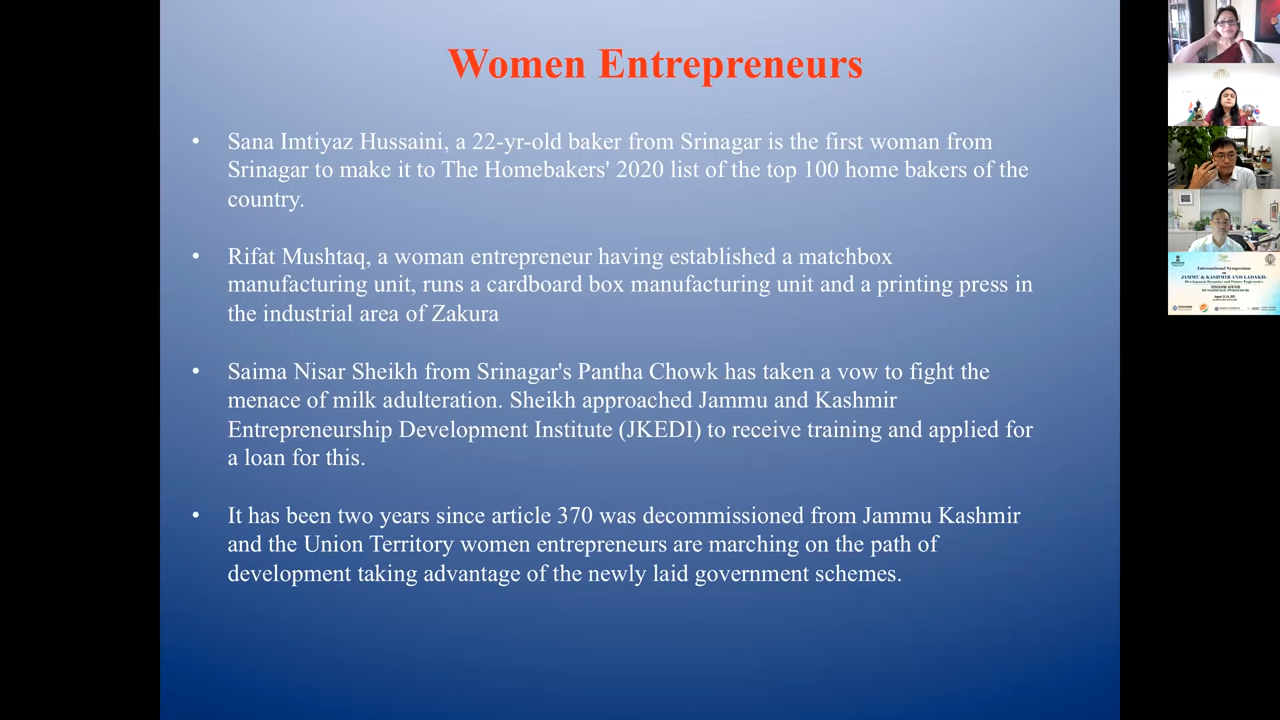 Women Entrepreneurs
• Sana Imtiyaz Hussaini, a 22-yr-old baker from Srinagar is the first woman from
Srinagar to make it to The Homebakers' 2020 list of the top 100 home bakers of the
country.
• Rifat Mushtaq, a woman entrepreneur having established a matchbox
manufacturing unit, runs a cardboard box manufacturing unit and a printing press in
the industrial area of Zakura
• Saima Nisar Sheikh from Srinagar's Pantha Chowk has taken a vow to fight the
menace of milk adulteration. Sheikh approached Jammu and Kashmir
Entrepreneurship Development Institute (JKEDI) to receive training and applied for
a loan for this.
• It has been two years since article 370 was decommissioned from Jammu Kashmir
and the Union Territory women entrepreneurs are marching on the path of
development taking advantage of the newly laid government schemes.
International Symposium
on
JAMMU & KASHMIR AND LADAKH:
Development Dynamics and Future Trajectories